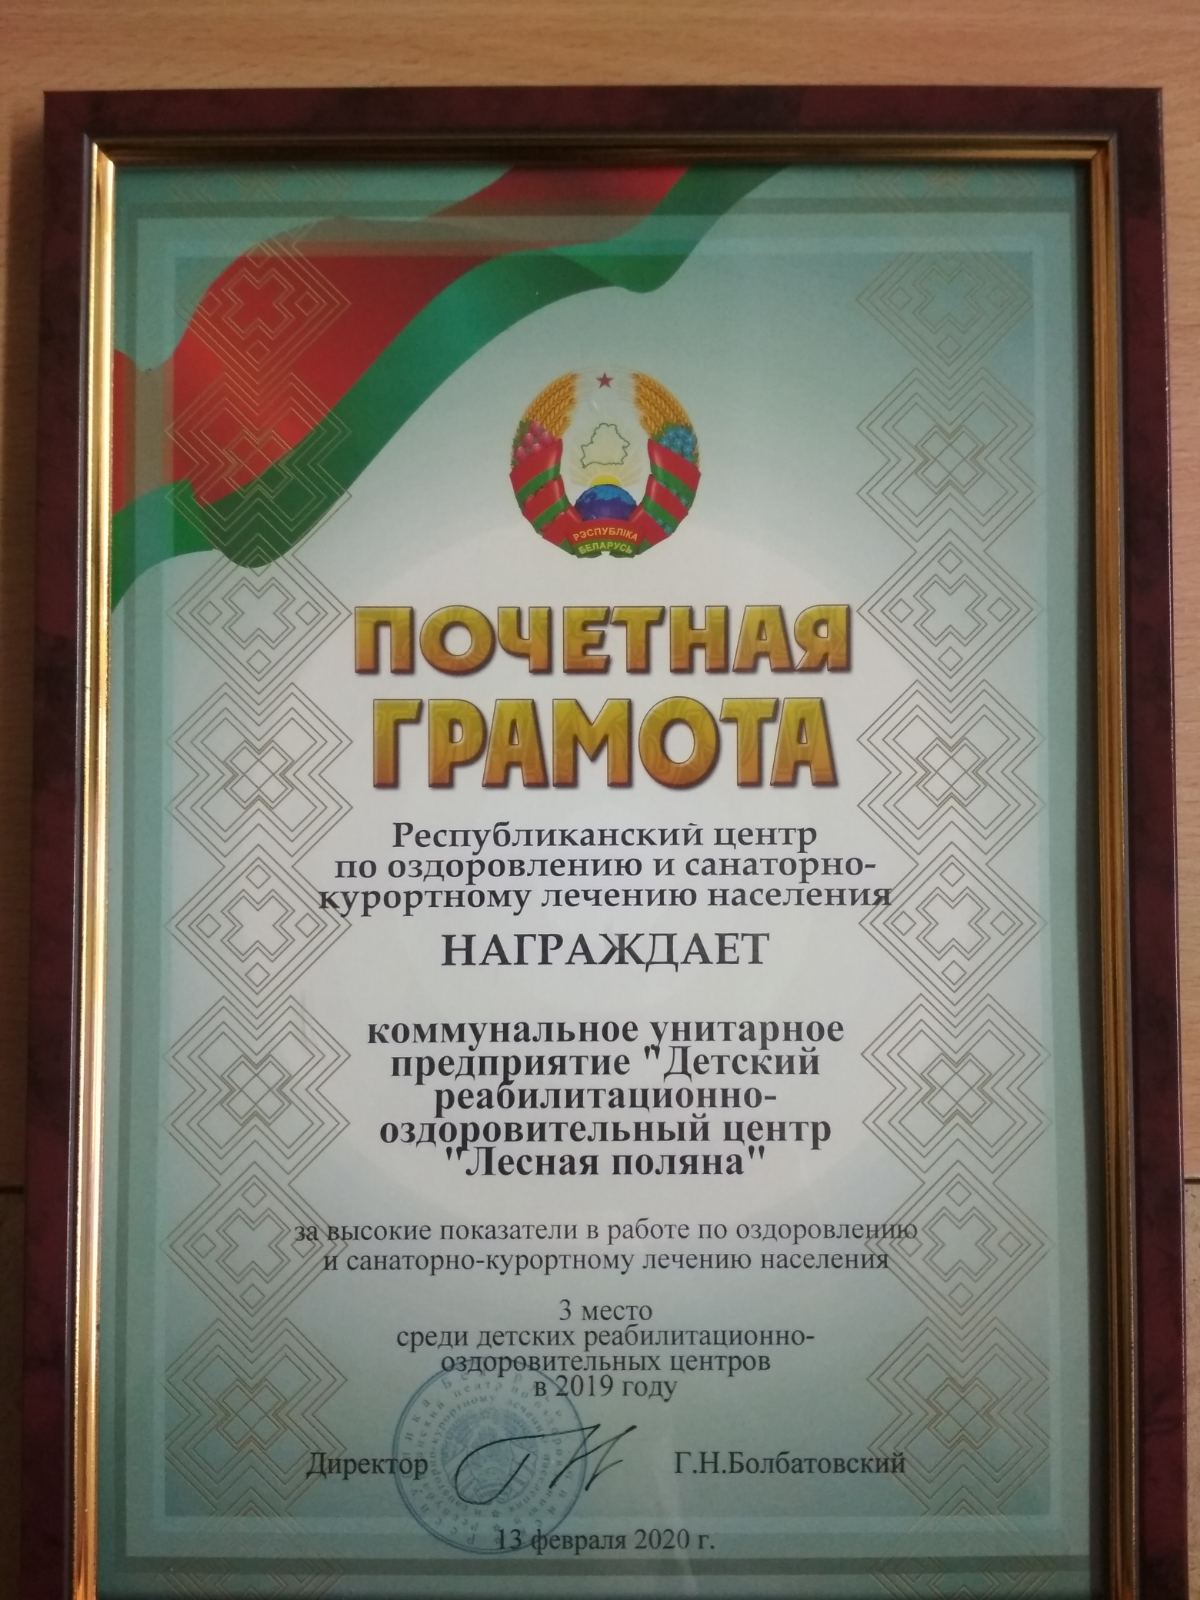 РЭСПУБЛІКА
БЕЛАРУСЬ
ПОЧЕТНАЯ
ГРАМОТА
Республиканский центр
по оздоровлению и санаторно-
курортному лечению населения
НАГРАЖДАЕТ
коммунальное унитарное
предприятие "Детский
реабилитационно-
оздоровительный центр
"Лесная поляна"
за высокие показатели в работе по оздоровлению
и санаторно-курортному лечению населения
3 место
среди детских реабилитационно-
оздоровительных центров
в 2019 году
Директор Г.Н.Болбатовский
13 февраля 2020 г.